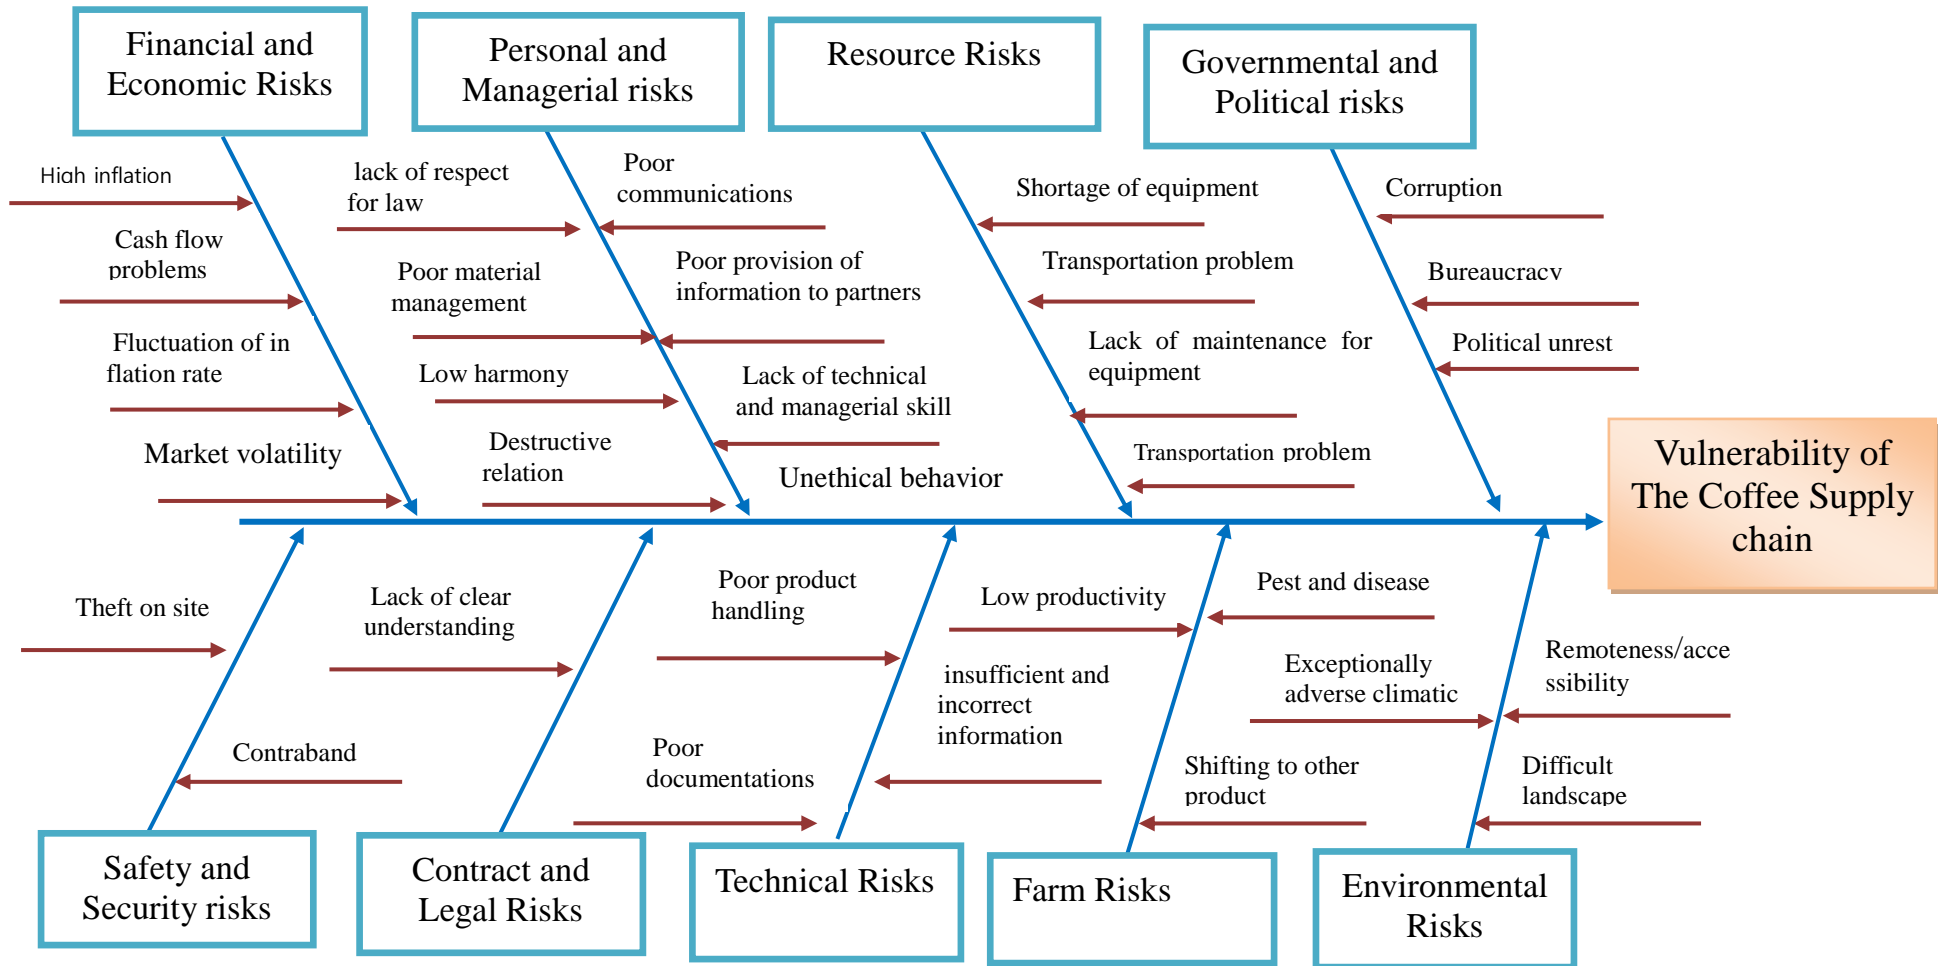 Financial and
Economic Risks
Personal and
Managerial risks
Resource Risks
Governmental and
Political risks
High inflation
Cash flow
problems
Fluctuation of in
flation rate
Market volatility
lack of respect
for law
Poor material
management
Low harmony
Destructive
relation
Poor
communications
Poor provision of
information to partners
Lack of technical
and managerial skill
Unethical behavior
Shortage of equipment
Transportation problem
Lack of maintenance for
equipment
Transportation problem
Corruption
Bureaucracy
Political unrest
Vulnerability of
The Coffee Supply
chain
Theft on site
Contraband
Lack of clear
understanding
Poor product
handling
Poor
documentations
insufficient and
incorrect
information
Low productivity
Pest and disease
Shifting to other
product
Exceptionally
adverse climatic
Remoteness/acce
ssibility
Difficult
landscape
Safety and
Security risks
Contract and
Legal Risks
Technical Risks
Farm Risks
Environmental
Risks